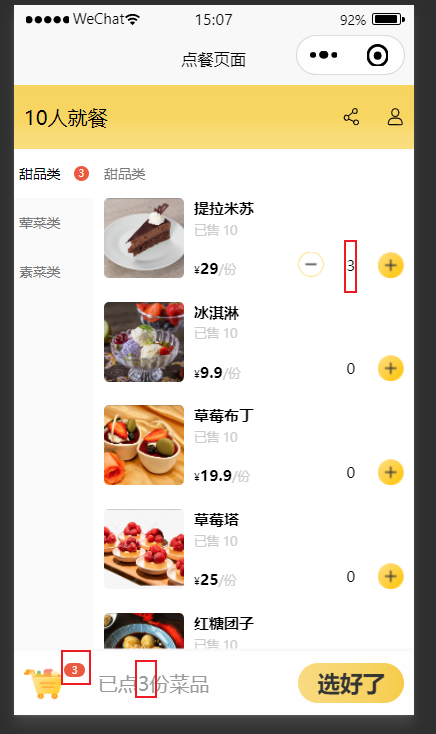 WeChat 15:07 92%
点餐页面
10人就餐
甜品类 3 甜品类
荤菜类
素菜类
提拉米苏
已售 10
¥29/份 3
冰淇淋
已售 10
¥9.9/份 0
草莓布丁
已售 10
¥19.9/份 0
草莓塔
已售 10
¥25/份 0
红糖团子
已售 10
3 已点3份菜品 选好了